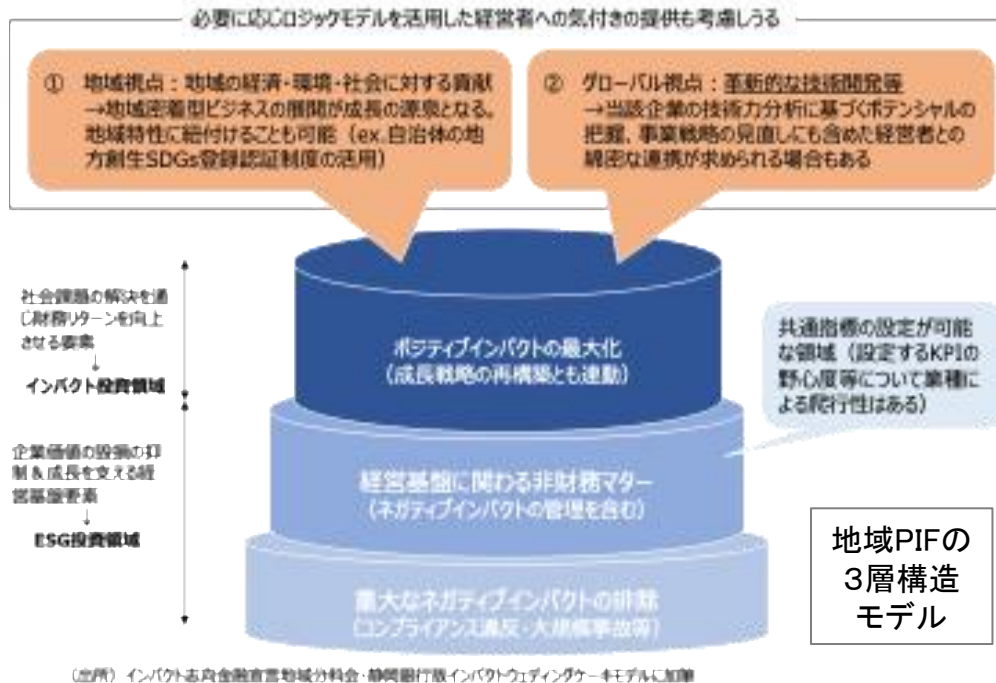 必要に応じロジックモデルを活用した経営者への気付きの提供も考慮しうる
① 地域視点：地域の経済・環境・社会に対する貢献
→地域密着型ビジネスの展開が成長の源泉となる。
地域特性に紐付けることも可能（ex.自治体の地
方創生SDGs登録認証制度の活用）
② グローバル視点：革新的な技術開発等
→当該企業の技術力分析に基づくポテンシャルの
把握、事業戦略の見直しにも含めた経営者との
綿密な連携が求められる場合もある
社会課題の解決を通
じ財務リターンを向上
させる要素
↓
インパクト投資領域
ポジティブインパクトの最大化
（成長戦略の再構築とも連動）
共通指標の設定が可能
な領域（設定するKPIの
野心度等について業種に
よる跛行性はある）
企業価値の毀損の抑
制＆成長を支える経
営基盤要素
↓
ESG投資領域
経営基盤に関わる非財務マター
（ネガティブインパクトの管理を含む）
重大なネガティブインパクトの排除
（コンプライアンス違反・大規模事故等）
地域PIFの
３層構造
モデル
（出所）インパクト志向金融宣言地域分科会・静岡銀行版インパクトウェディングケーキモデルに加筆